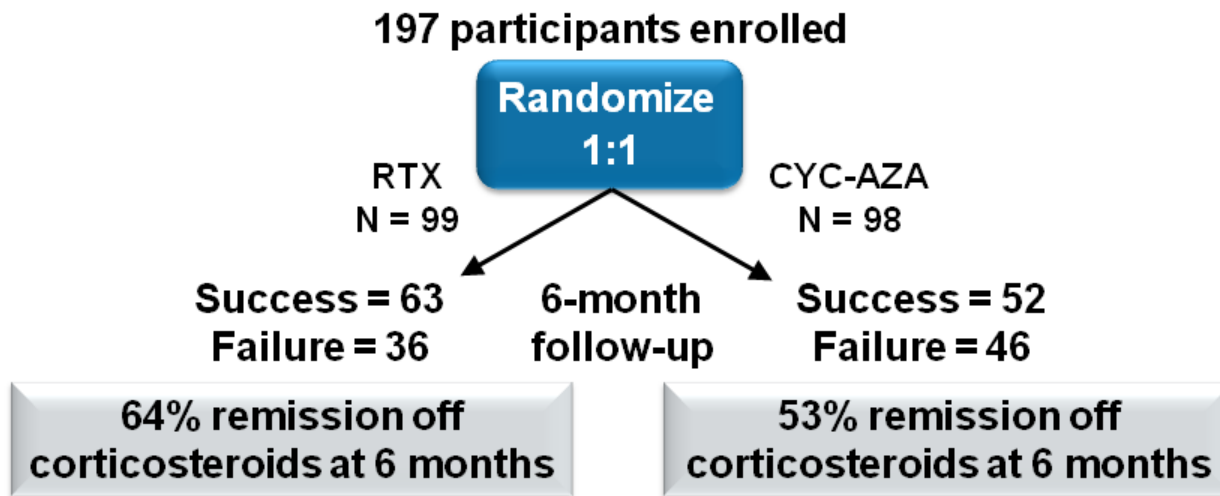 197 participants enrolled
Randomize
1:1
RTX
N = 99
CYC-AZA
N = 98
Success = 63
Failure = 36
6-month
follow-up
Success = 52
Failure = 46
64% remission off
corticosteroids at 6 months
53% remission off
corticosteroids at 6 months